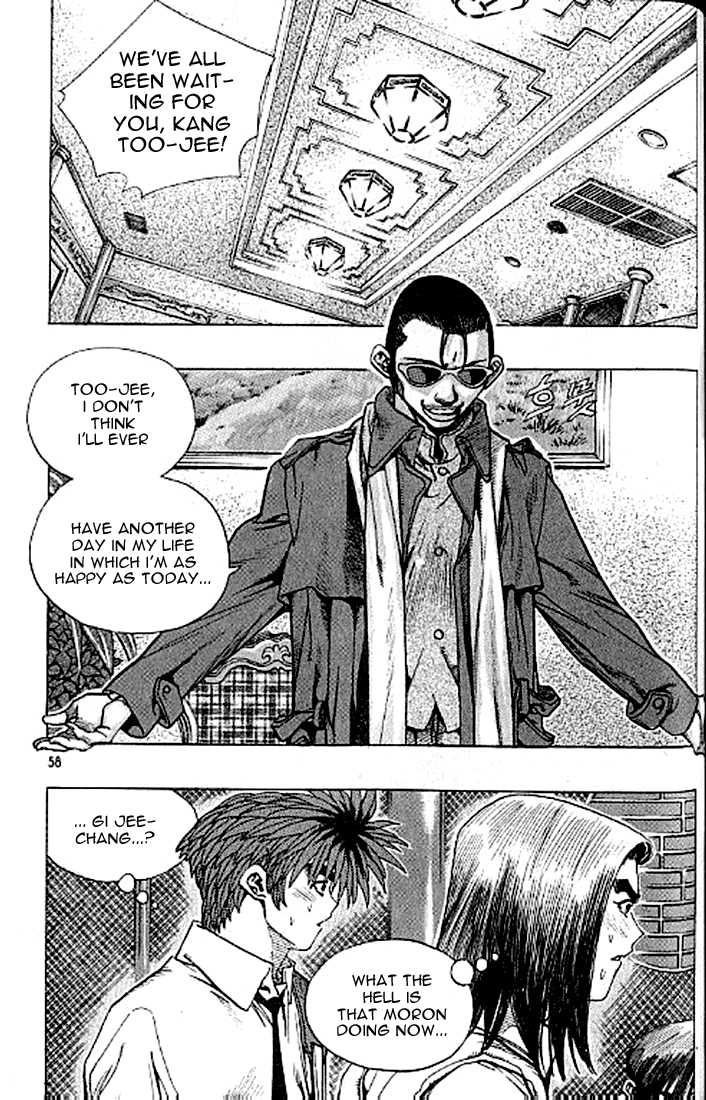 WE'VE ALL
BEEN WAIT-
ING FOR
YOU, KANG
TOO-JEE!
TOO-JEE,
I DON'T
THINK
I'LL EVER
HAVE ANOTHER
DAY IN MY LIFE
IN WHICH I'M AS
HAPPY AS TODAY...
58
... GI JEE-
CHANG...?
WHAT THE
HELL IS
THAT MORON
DOING NOW...